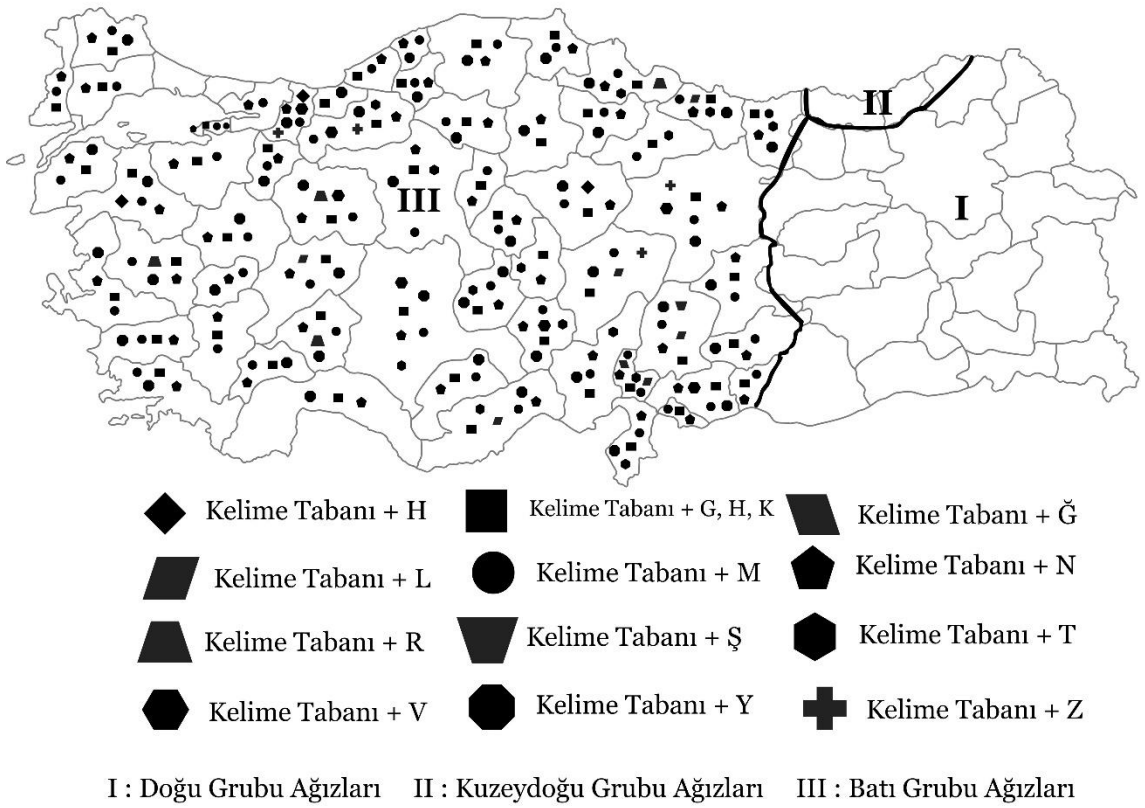 II
I
III
Kelime Tabanı + H
Kelime Tabanı + G, H, K
Kelime Tabanı + Ğ
Kelime Tabanı + L
Kelime Tabanı + M
Kelime Tabanı + N
Kelime Tabanı + R
Kelime Tabanı + Ş
Kelime Tabanı + T
Kelime Tabanı + V
Kelime Tabanı + Y
Kelime Tabanı + Z
I : Doğu Grubu Ağızları II : Kuzeydoğu Grubu Ağızları III : Batı Grubu Ağızları